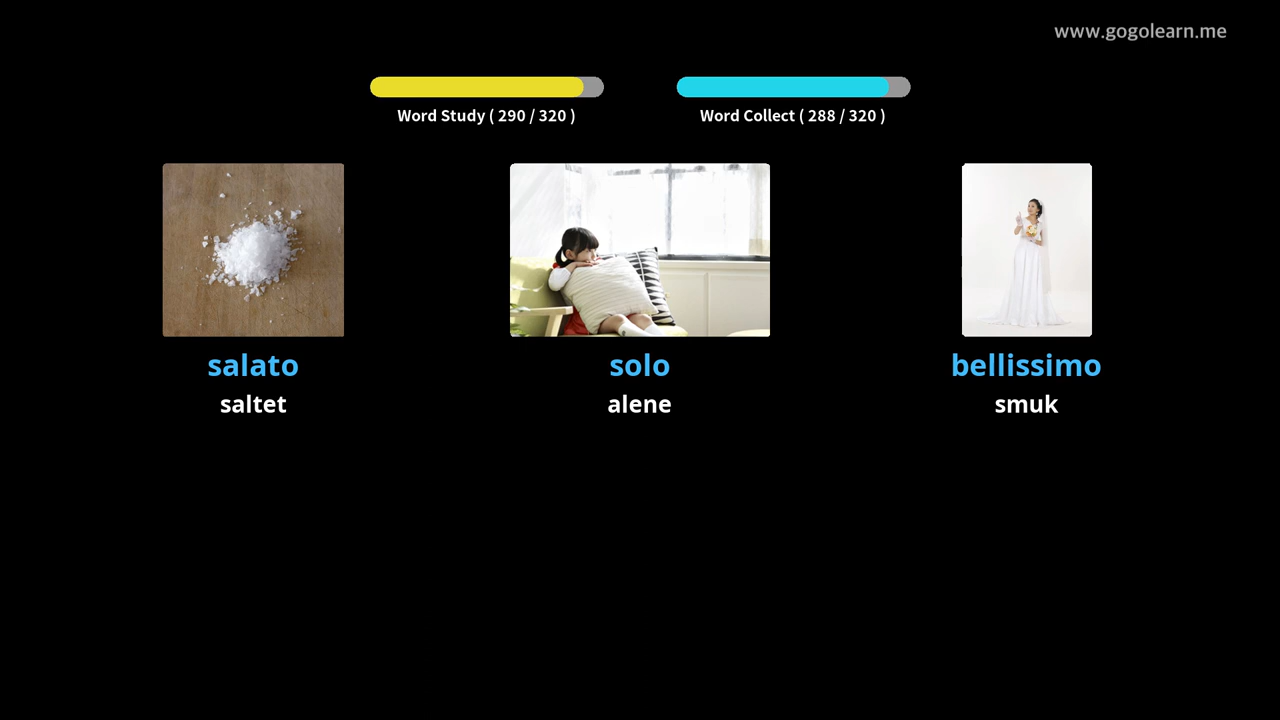 www.gogolearn.me
Word Study ( 290 / 320 )
Word Collect ( 288 / 320 )
salato
solo
bellissimo
saltet
alene
smuk